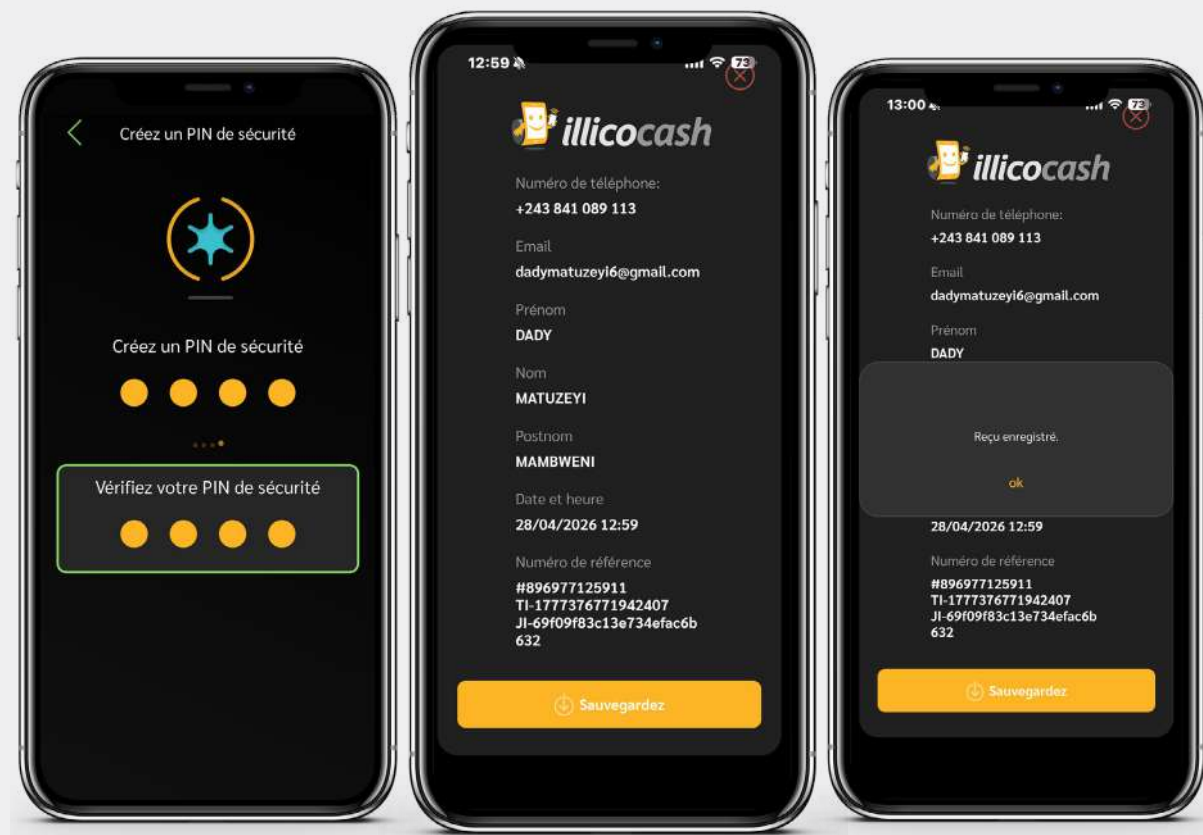 Créez un PIN de sécurité
Créez un PIN de sécurité
Vérifiez votre PIN de sécurité
12:59
73
illicocash
Numéro de téléphone:
+243 841 089 113
Email
dadymatuzeyi6@gmail.com
Prénom
DADY
Nom
MATUZEYI
Postnom
MAMBWENI
Date et heure
28/04/2026 12:59
Numéro de référence
#896977125911
TI-1777376771942407
JI-69f09f83c13e734efac6b
632
Sauvegardez
13:00
73
illicocash
Numéro de téléphone:
+243 841 089 113
Email
dadymatuzeyi6@gmail.com
Prénom
DADY
Reçu enregistré.
ok
28/04/2026 12:59
Numéro de référence
#896977125911
TI-1777376771942407
JI-69f09f83c13e734efac6b
632
Sauvegardez